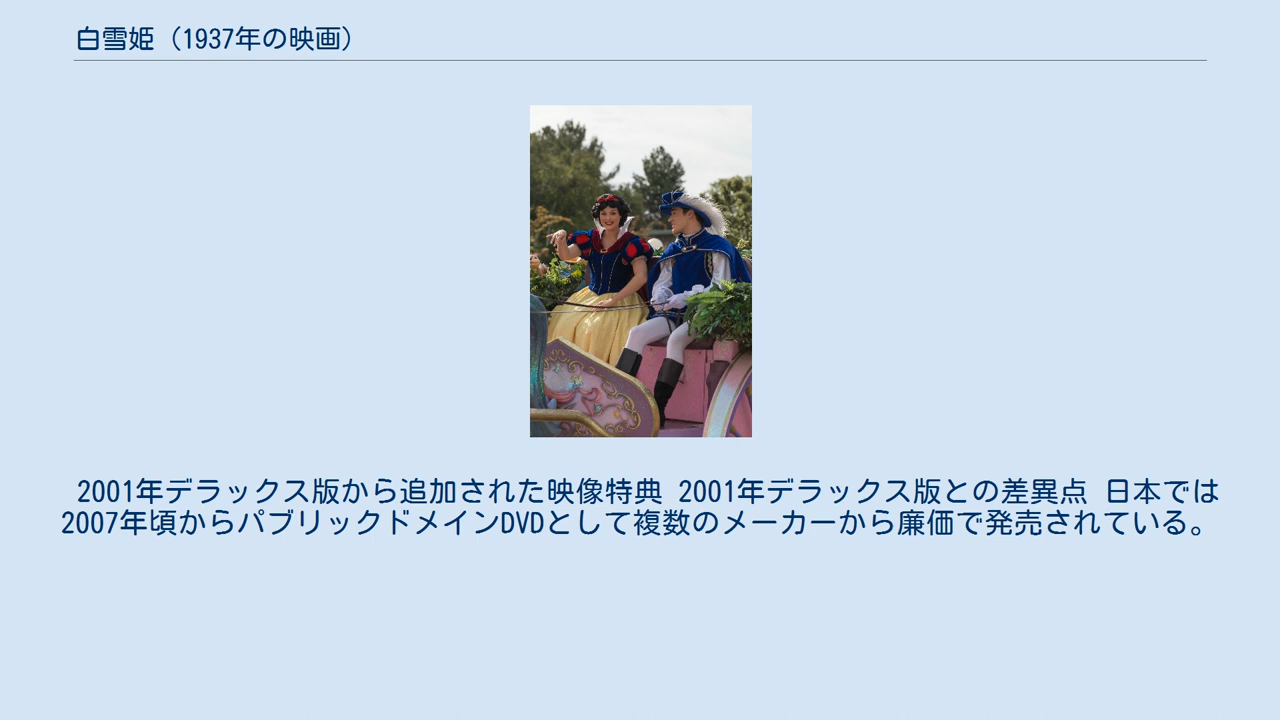 白雪姫（1937年の映画）
2001年デラックス版から追加された映像特典 2001年デラックス版との差異点 日本では
2007年頃からパブリックドメインDVDとして複数のメーカーから廉価で発売されている。